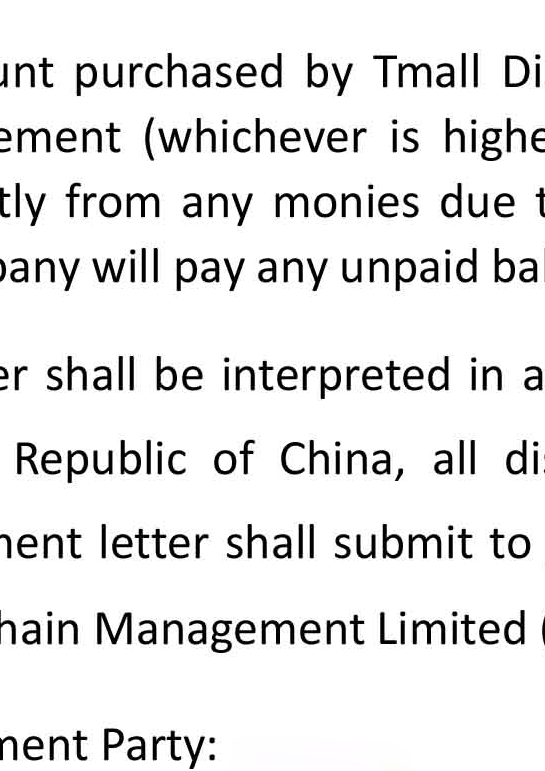 unt purchased by Tmall Di
ement (whichever is highe
tly from any monies due t
pany will pay any unpaid bal
er shall be interpreted in a
Republic of China, all dis
ment letter shall submit to
hain Management Limited (
ment Party: